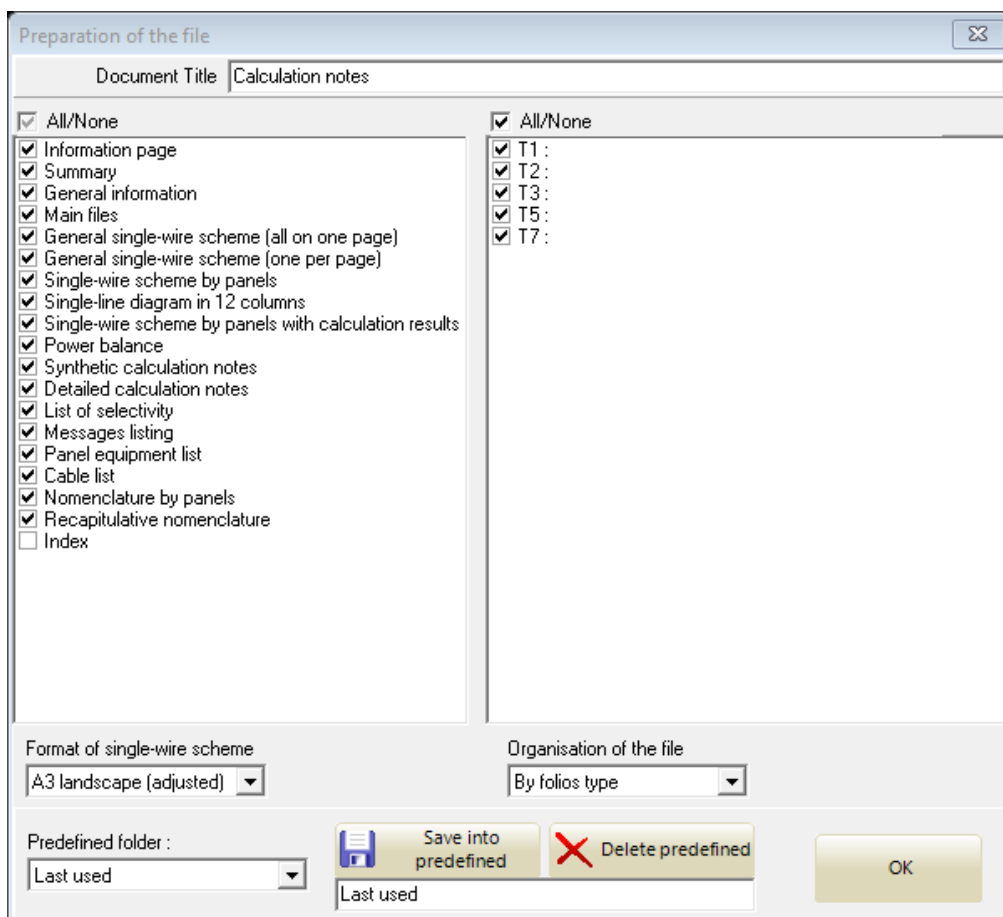 Preparation of the file
Document Title Calculation notes
All/None
Information page
Summary
General information
Main files
General single-wire scheme (all on one page)
General single-wire scheme (one per page)
Single-wire scheme by panels
Single-line diagram in 12 columns
Single-wire scheme by panels with calculation results
Power balance
Synthetic calculation notes
Detailed calculation notes
List of selectivity
Messages listing
Panel equipment list
Cable list
Nomenclature by panels
Recapitulative nomenclature
Index
All/None
T1 :
T2 :
T3 :
T5 :
T7 :
Format of single-wire scheme
A3 landscape (adjusted)
Organisation of the file
By folios type
Predefined folder :
Last used
Save into
predefined
Delete predefined
Last used
OK